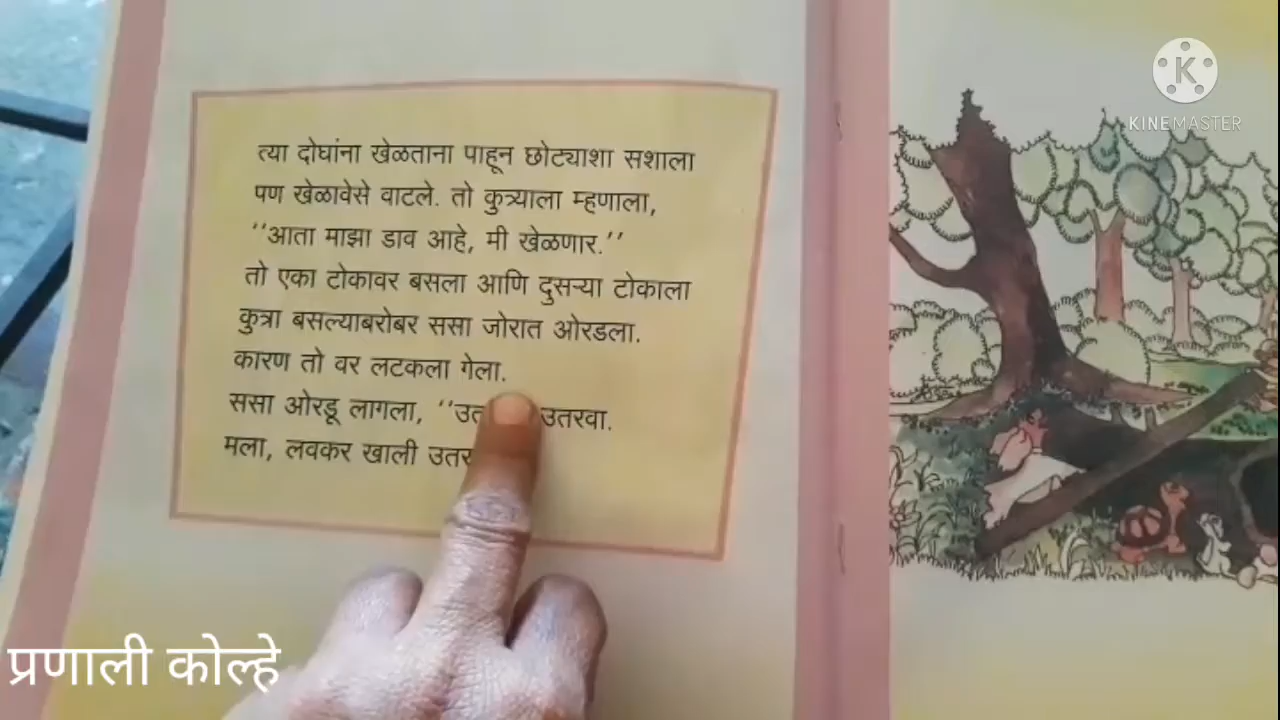 त्या दोघांना खेळताना पाहून छोट्याशा सशाला
पण खेळावेसे वाटले. तो कुत्र्याला म्हणाला,
‘‘आता माझा डाव आहे, मी खेळणार.’’
तो एका टोकावर बसला आणि दुसऱ्या टोकाला
कुत्रा बसल्याबरोबर ससा जोरात ओरडला.
कारण तो वर लटकला गेला.
ससा ओरडू लागला, उतरवा.
मला, लवकर खाली
KINEMASTER
प्रणाली कोल्हे